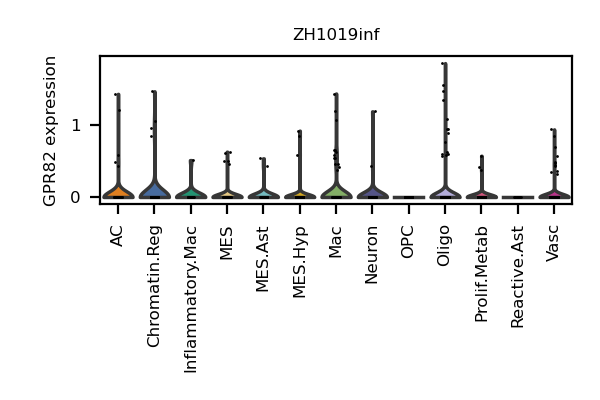 ZH1019inf
GPR82 expression
1
0
AC
Chromatin.Reg
Inflammatory.Mac
MES
MES.Ast
MES.Hyp
Mac
Neuron
OPC
Oligo
Prolif.Metab
Reactive.Ast
Vasc